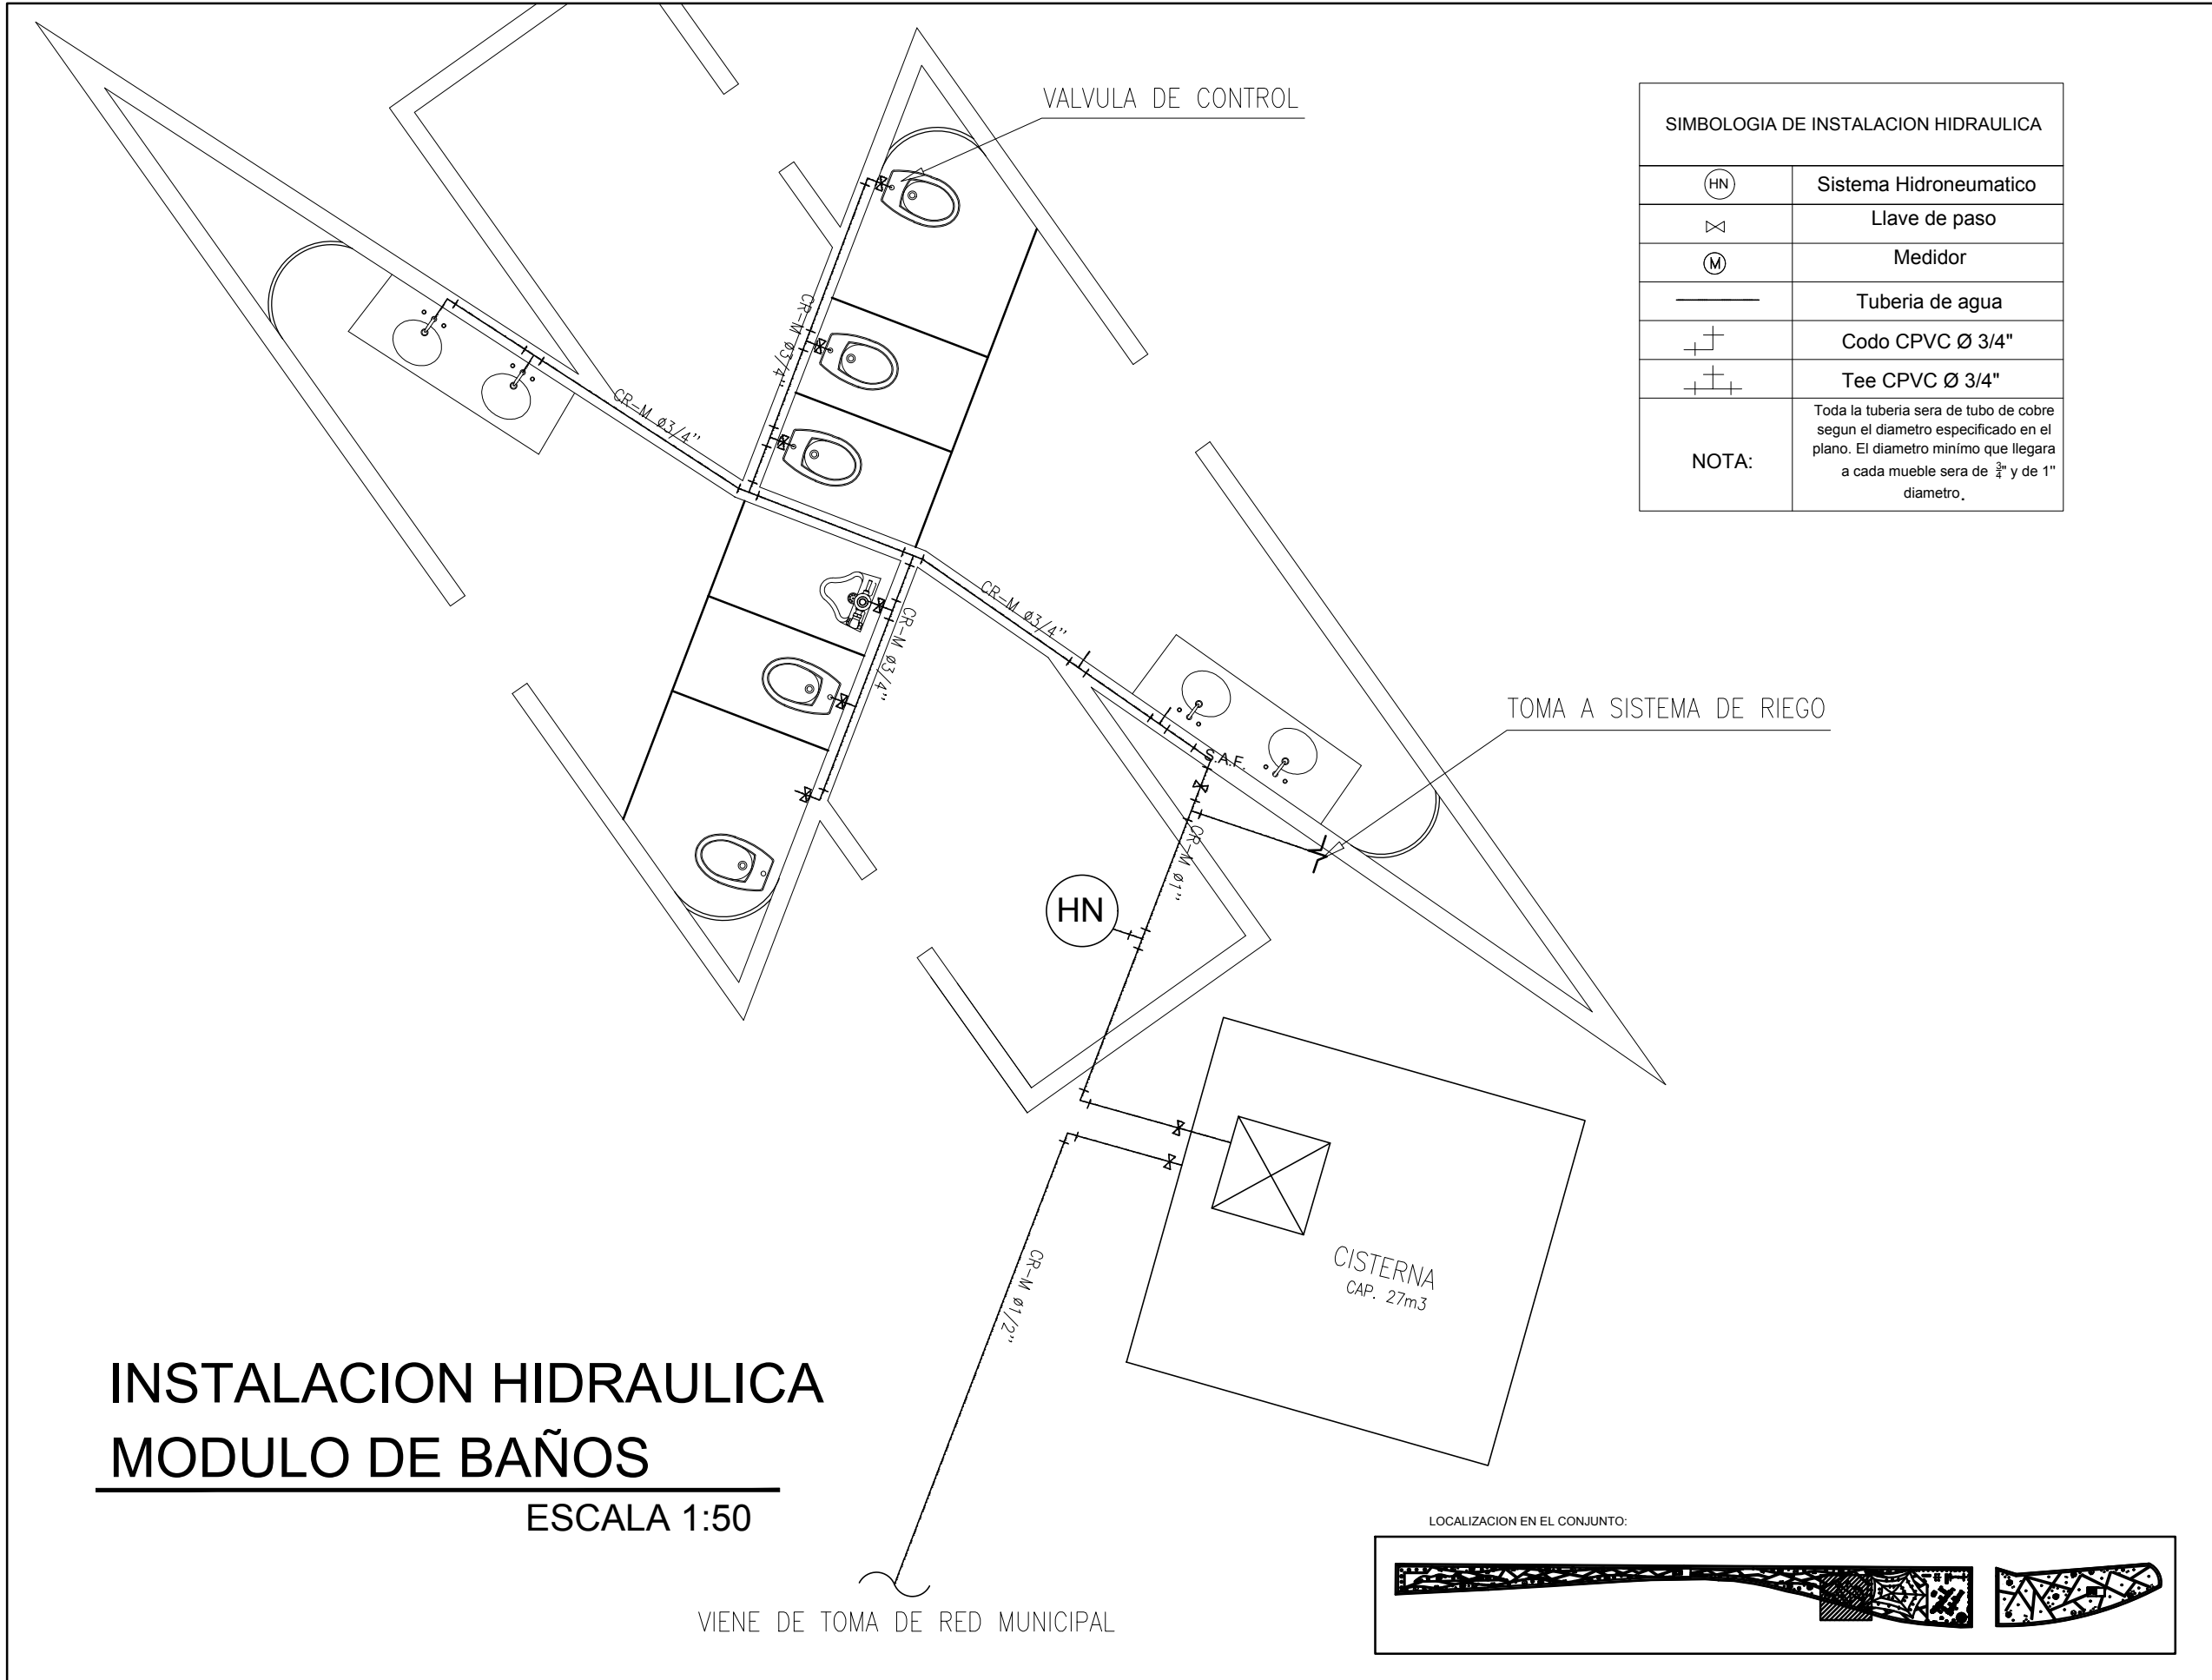 VALVULA DE CONTROL
SIMBOLOGIA DE INSTALACION HIDRAULICA
HN
Sistema Hidroneumatico
Llave de paso
M
Medidor
Tuberia de agua
Codo CPVC Ø 3/4"
Tee CPVC Ø 3/4"
NOTA:
Toda la tuberia sera de tubo de cobre
segun el diametro especificado en el
plano. El diametro minímo que llegara
a cada mueble sera de 3/4" y de 1"
diametro.
CR-M ø3/4"
CR-M ø3/4"
CR-M ø3/4"
CR-M ø3/4"
TOMA A SISTEMA DE RIEGO
S.A.F.
CR-M ø1"
HN
CISTERNA
CAP. 27m3
CR-M ø1/2"
INSTALACION HIDRAULICA
MODULO DE BAÑOS
ESCALA 1:50
LOCALIZACION EN EL CONJUNTO:
VIENE DE TOMA DE RED MUNICIPAL